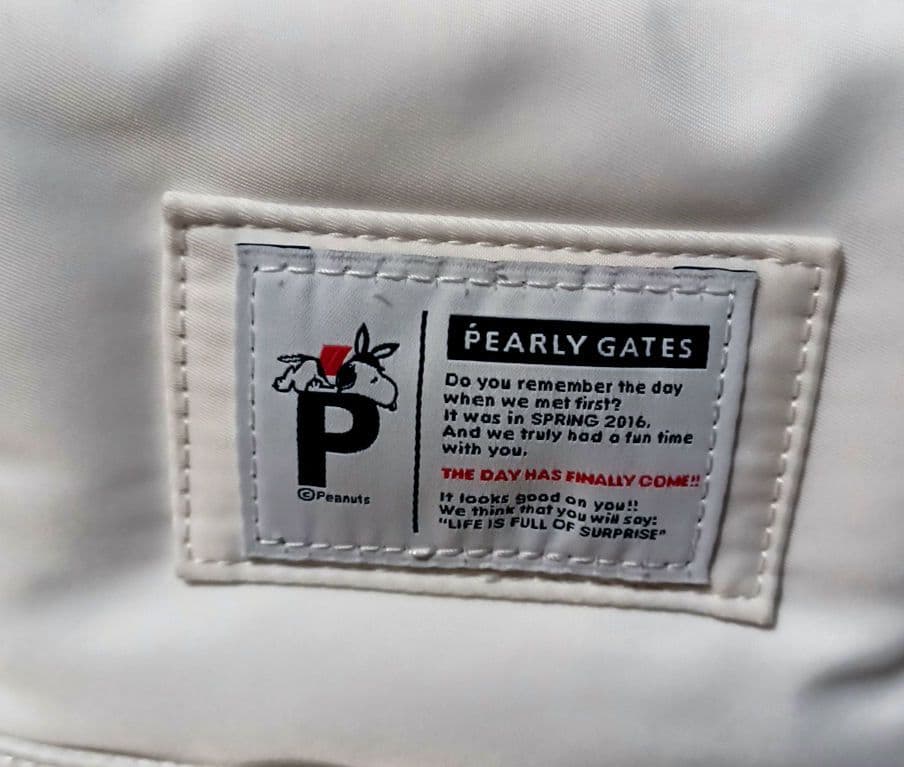 P
©Peanuts
PEARLY GATES
Do you remember the day
when we met first?
It was in SPRING 2016.
And we truly had a fun time
with you.
THE DAY HAS FINALLY COME!!
It looks good on you!!
We think that you will say:
"LIFE IS FULL OF SURPRISE"